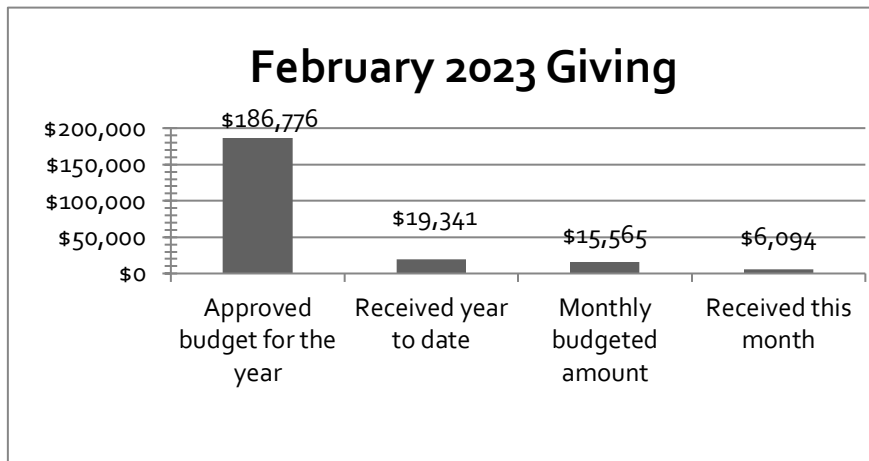 February 2023 Giving
$200,000
$150,000
$100,000
$50,000
$0
$186,776
$19,341
$15,565
$6,094
Approved
budget for the
year
Received year
to date
Monthly
budgeted
amount
Received this
month